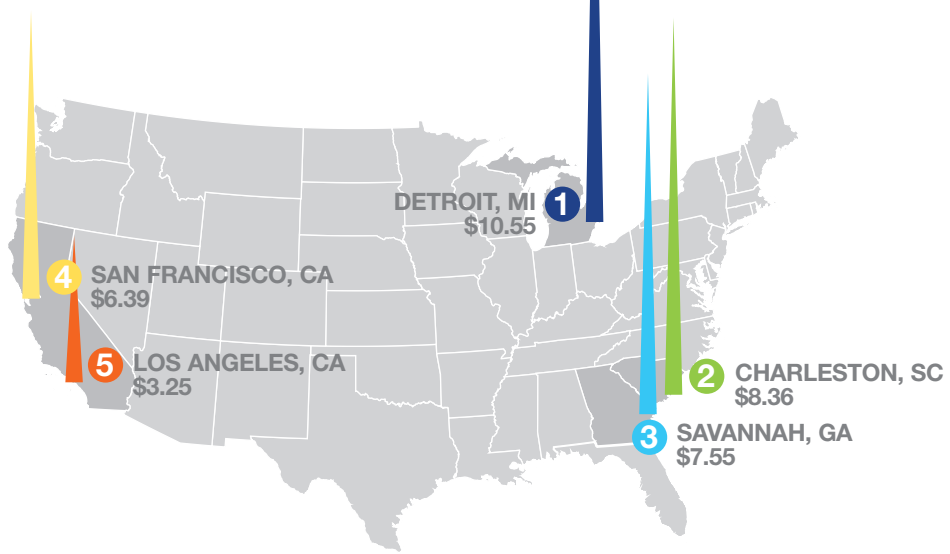 DETROIT, MI 1
$10.55
4 SAN FRANCISCO, CA
$6.39
5 LOS ANGELES, CA
$3.25
2 CHARLESTON, SC
$8.36
3 SAVANNAH, GA
$7.55